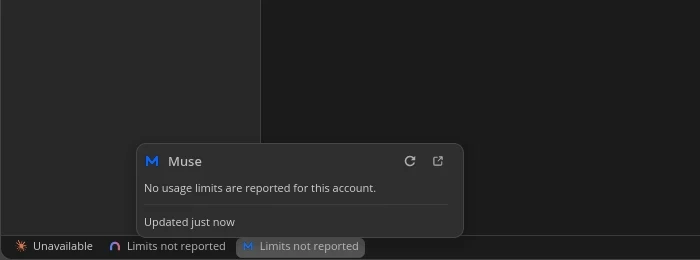 Muse
No usage limits are reported for this account.
Updated just now
Unavailable Limits not reported Limits not reported